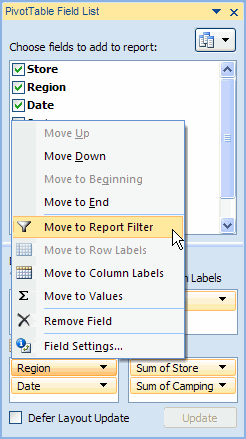 PivotTable Field List
Choose fields to add to report:
Store
Region
Date
Move Up
Move Down
Move to Beginning
Move to End
Move to Report Filter
Move to Row Labels
Move to Column Labels
Move to Values
Remove Field
Field Settings...
Labels
Region
Sum of Store
Date
Sum of Camping
Defer Layout Update
Update